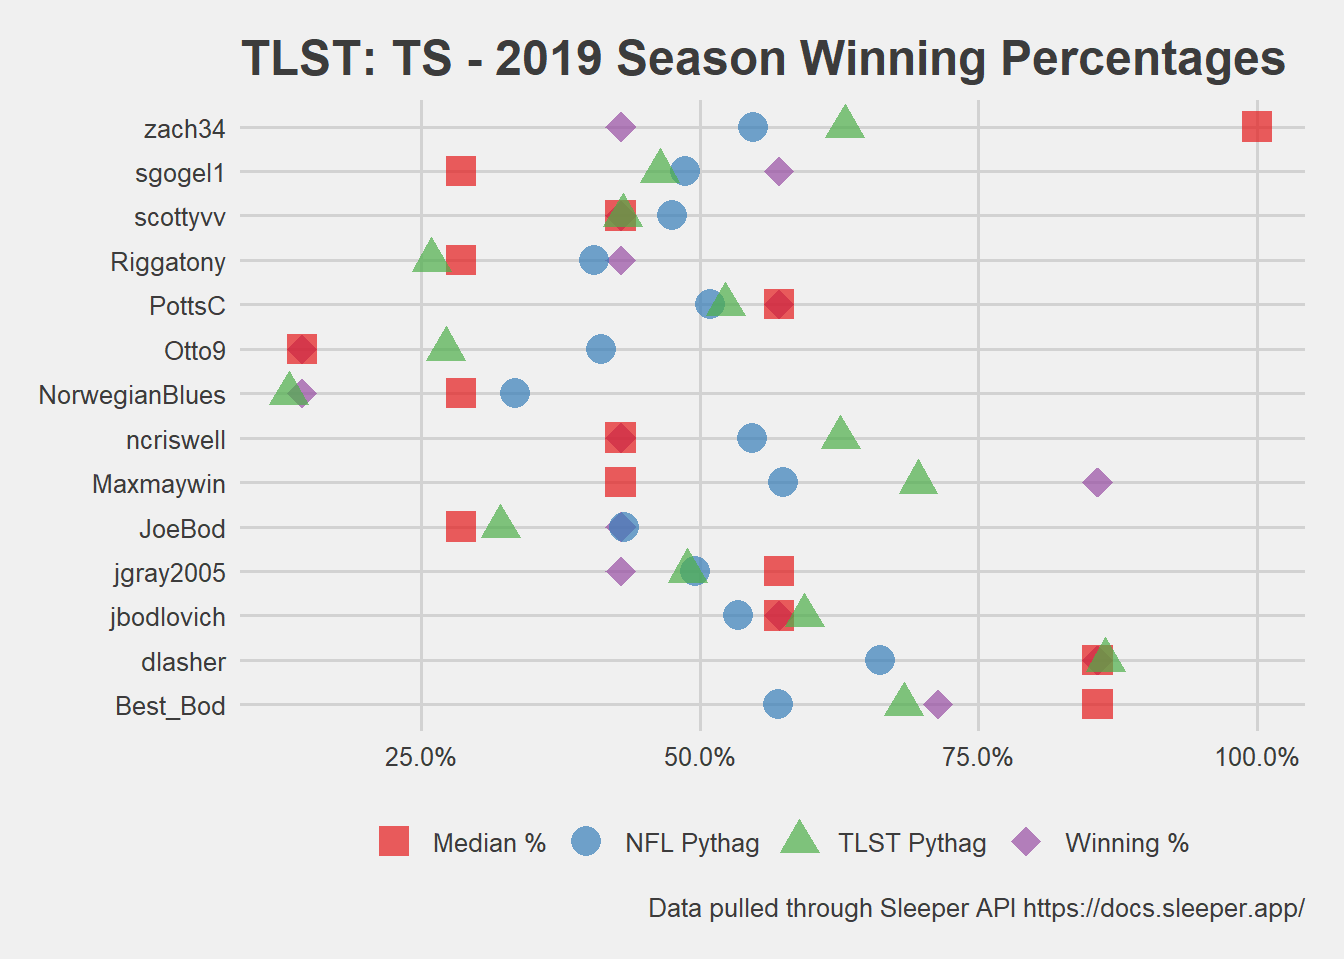 TLST: TS - 2019 Season Winning Percentages
zach34
sgogel1
scottyvv
Riggatony
PottsC
Otto9
NorwegianBlues
ncriswell
Maxmaywin
JoeBod
jgray2005
jbodlovich
dlasher
Best_Bod
25.0% 50.0% 75.0% 100.0%
Median % NFL Pythag TLST Pythag Winning %
Data pulled through Sleeper API https://docs.sleeper.app/